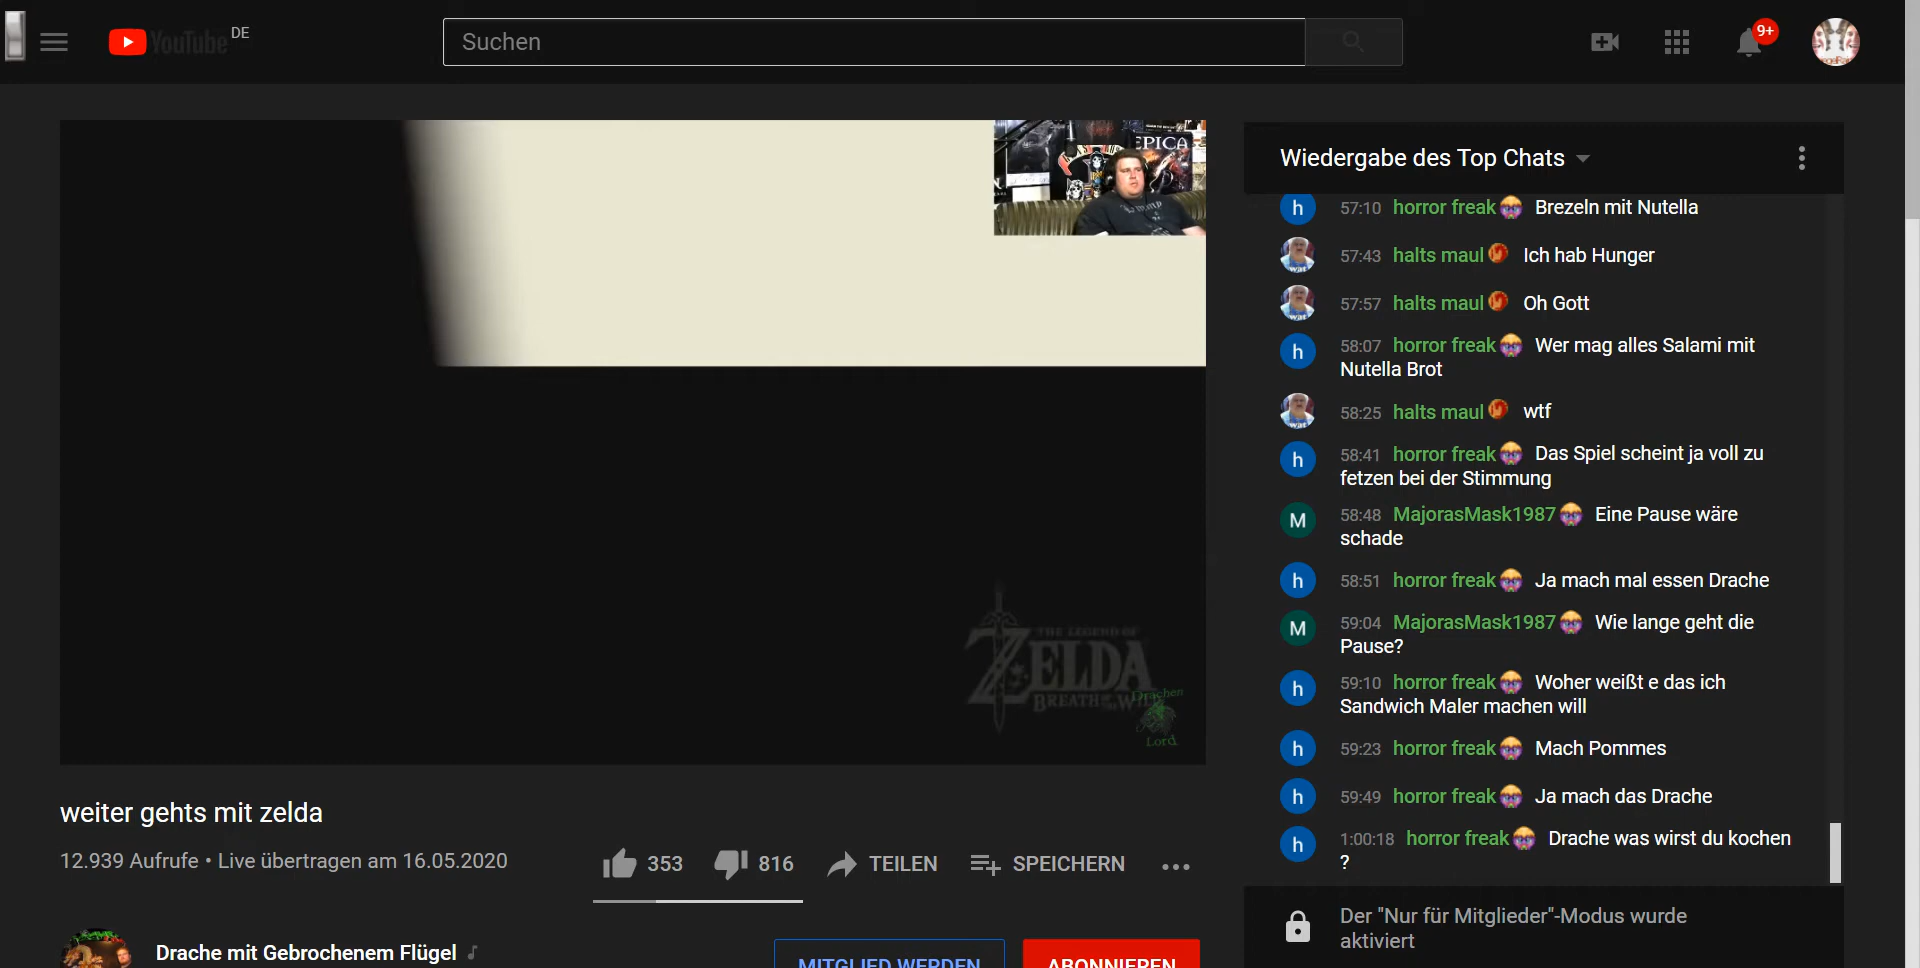 YouTube DE
Suchen
9+
EPICA
Wiedergabe des Top Chats
h 57:10 horror freak Brezeln mit Nutella
57:43 halts maul Ich hab Hunger
57:57 halts maul Oh Gott
h 58:07 horror freak Wer mag alles Salami mit
Nutella Brot
58:25 halts maul wtf
h 58:41 horror freak Das Spiel scheint ja voll zu
fetzen bei der Stimmung
M 58:48 MajorasMask1987 Eine Pause wäre
schade
h 58:51 horror freak Ja mach mal essen Drache
M 59:04 MajorasMask1987 Wie lange geht die
Pause?
h 59:10 horror freak Woher weißt e das ich
Sandwich Maler machen will
h 59:23 horror freak Mach Pommes
h 59:49 horror freak Ja mach das Drache
h 1:00:18 horror freak Drache was wirst du kochen
?
Der "Nur für Mitglieder"-Modus wurde
aktiviert
THE LEGEND OF
ZELDA
BREATH OF THE WILD
Drachen
Lord
weiter gehts mit zelda
12.939 Aufrufe • Live übertragen am 16.05.2020
353 816 TEILEN SPEICHERN
Drache mit Gebrochenem Flügel
MITGLIED WERDEN ABONNIEREN